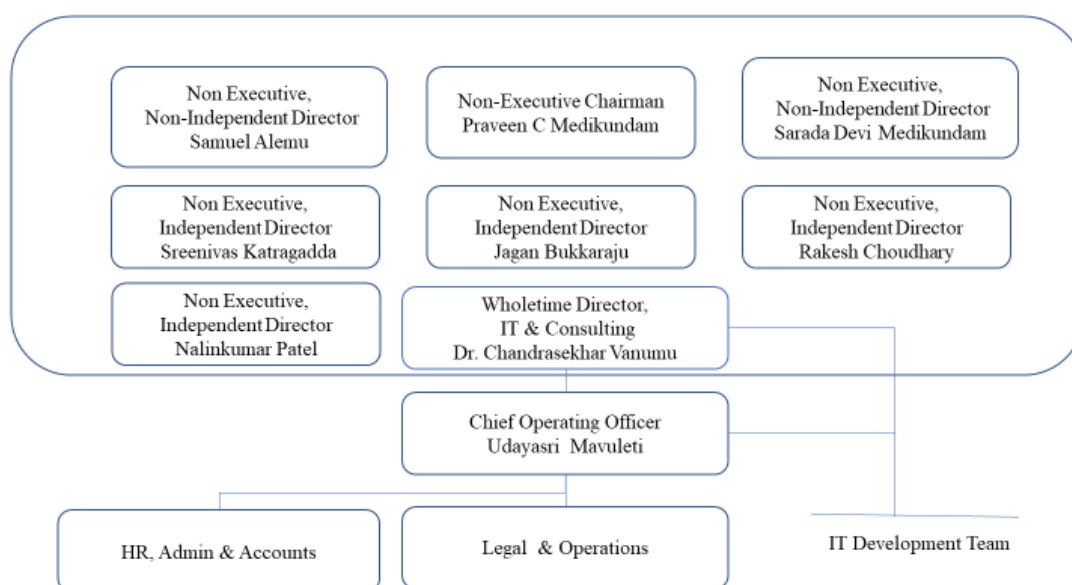 Non Executive,
Non-Independent Director
Samuel Alemu
Non-Executive Chairman
Praveen C Medikundam
Non Executive,
Non-Independent Director
Sarada Devi Medikundam
Non Executive,
Independent Director
Sreenivas Katragadda
Non Executive,
Independent Director
Jagan Bukkaraju
Non Executive,
Independent Director
Rakesh Choudhary
Non Executive,
Independent Director
Nalinkumar Patel
Wholetime Director,
IT & Consulting
Dr. Chandrasekhar Vanumu
Chief Operating Officer
Udayasri Mavuleti
HR, Admin & Accounts
Legal & Operations
IT Development Team